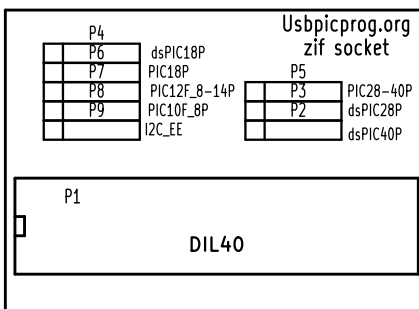 Usbpicprog.org
zif socket
P4
P6 dsPIC18P
P7 PIC18P
P8 PIC12F_8-14P
P9 PIC10F_8P
I2C_EE
P5
P3 PIC28-40P
P2 dsPIC28P
dsPIC40P
P1
DIL40